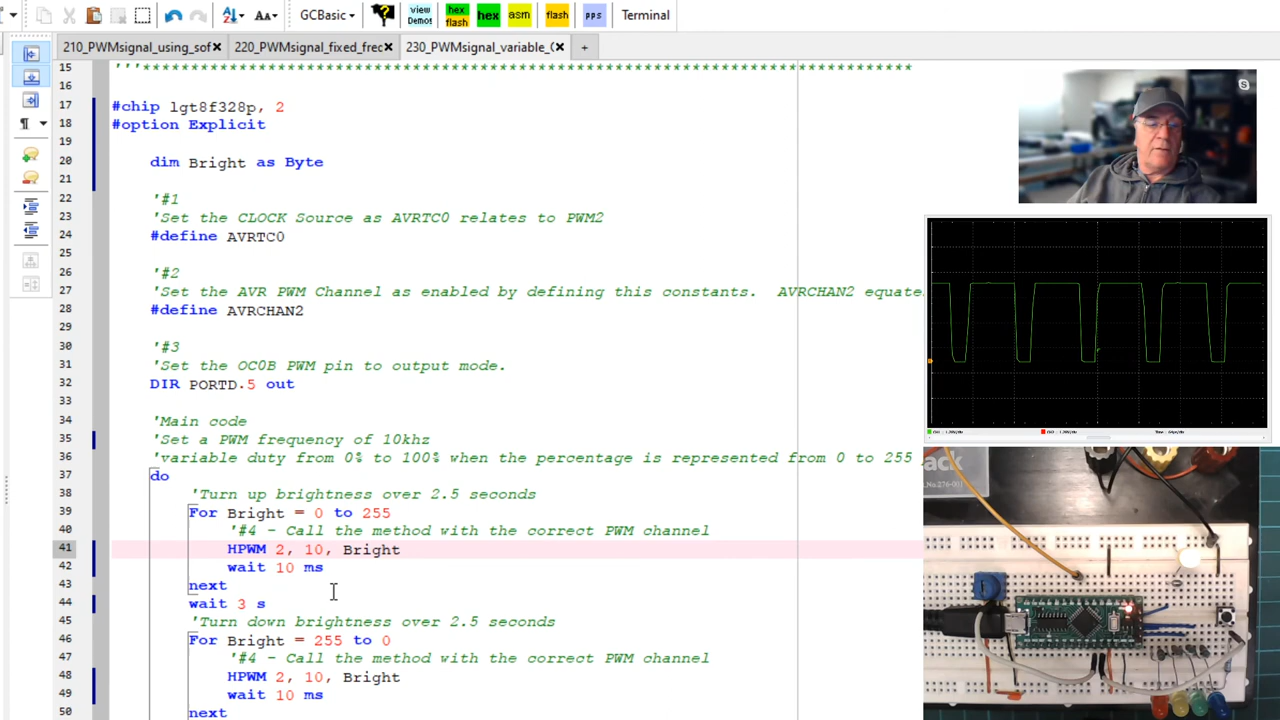 GCBasic
view
Demos
hex
flash
hex
asm
flash
pps
Terminal
210_PWMsignal_using_sof
220_PWMsignal_fixed_frec
230_PWMsignal_variable_(
15 '''********************************************************************************
16
17 #chip lgt8f328p, 2
18 #option Explicit
19
20 dim Bright as Byte
21
22 '#1
23 'Set the CLOCK Source as AVRTC0 relates to PWM2
24 #define AVRTC0
25
26 '#2
27 'Set the AVR PWM Channel as enabled by defining this constants.  AVRCHAN2 equate
28 #define AVRCHAN2
29
30 '#3
31 'Set the OC0B PWM pin to output mode.
32 DIR PORTD.5 out
33
34 'Main code
35 'Set a PWM frequency of 10khz
36 'variable duty from 0% to 100% when the percentage is represented from 0 to 255
37 do
38 'Turn up brightness over 2.5 seconds
39 For Bright = 0 to 255
40 '#4 - Call the method with the correct PWM channel
41 HPWM 2, 10, Bright
42 wait 10 ms
43 next
44 wait 3 s
45 'Turn down brightness over 2.5 seconds
46 For Bright = 255 to 0
47 '#4 - Call the method with the correct PWM channel
48 HPWM 2, 10, Bright
49 wait 10 ms
50 next
ack
No.276-001